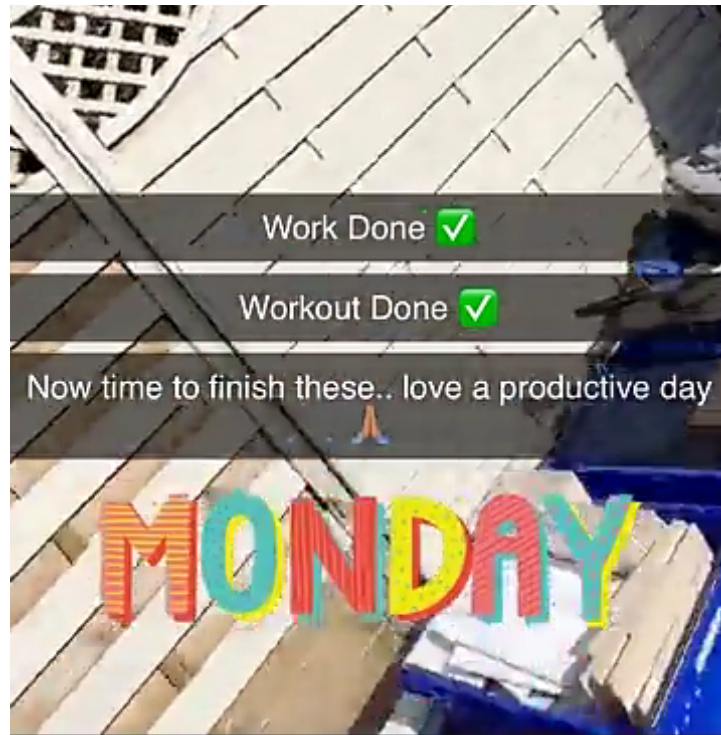 Work Done ✅
Workout Done ✅
Now time to finish these.. love a productive day
🙏🏽
MONDAY